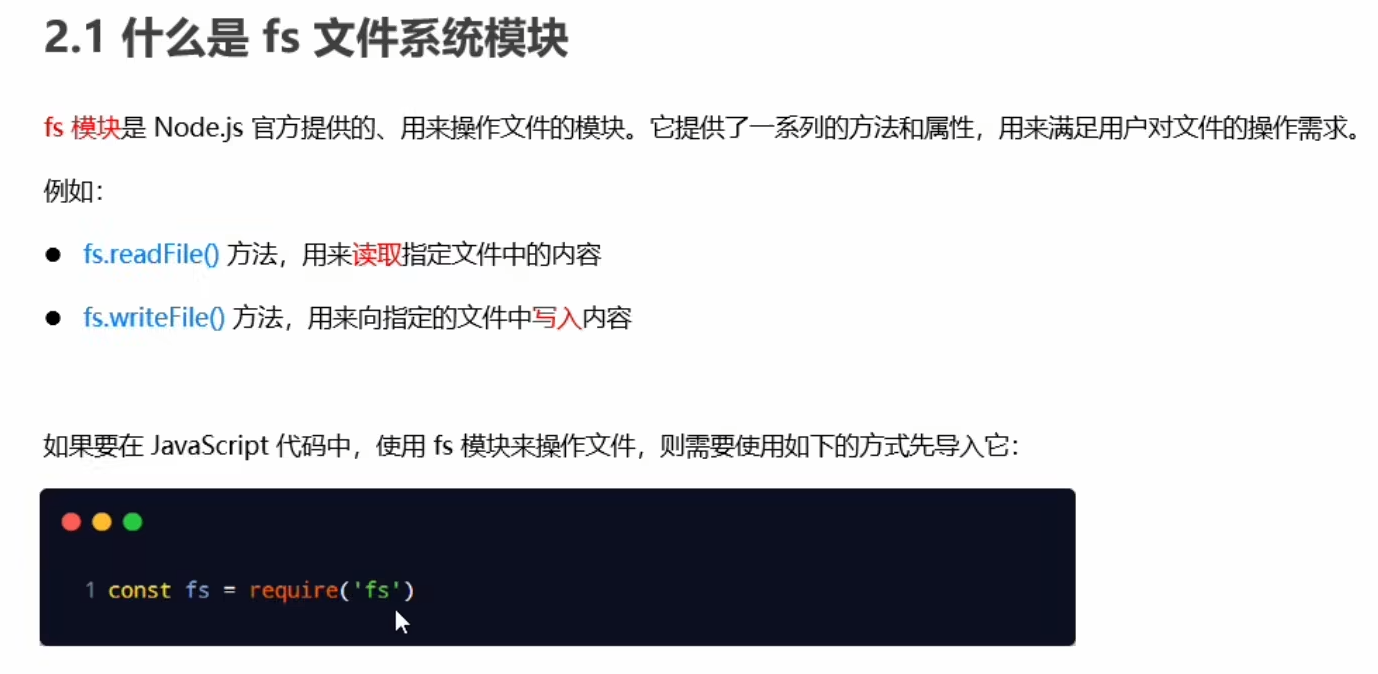 2.1 什么是 fs 文件系统模块
fs 模块是 Node.js 官方提供的、用来操作文件的模块。它提供了一系列的方法和属性，用来满足用户对文件的操作需求。
例如：
● fs.readFile() 方法，用来读取指定文件中的内容
● fs.writeFile() 方法，用来向指定的文件中写入内容
如果要在 JavaScript 代码中，使用 fs 模块来操作文件，则需要使用如下的方式先导入它：
1 const fs = require('fs')